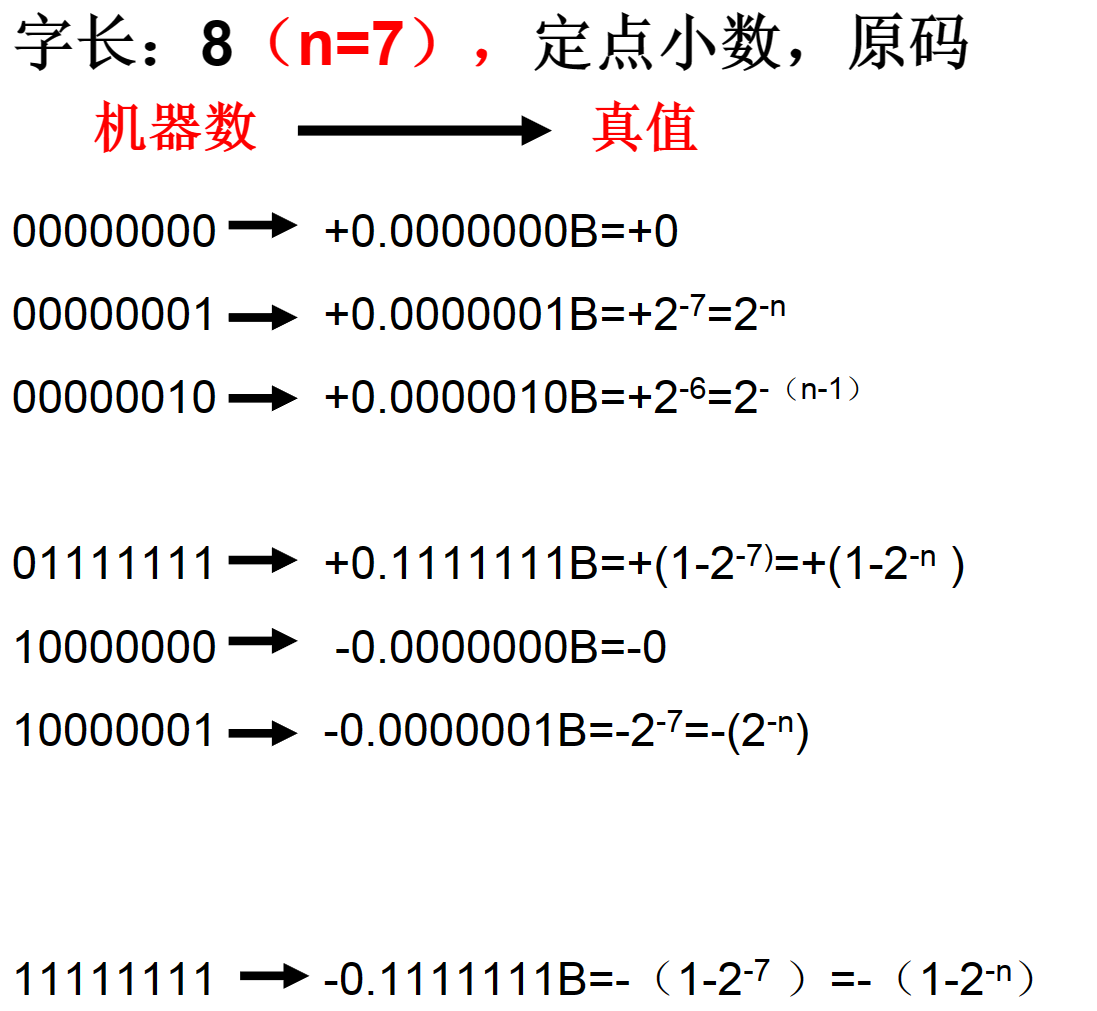 字长：8（n=7），定点小数，原码
机器数 真值
00000000 +0.0000000B=+0
00000001 +0.0000001B=+2⁻⁷=2⁻ⁿ
00000010 +0.0000010B=+2⁻⁶=2⁻（ⁿ⁻¹）
01111111 +0.1111111B=+(1-2⁻⁷⁾=+(1-2⁻ⁿ )
10000000 -0.0000000B=-0
10000001 -0.0000001B=-2⁻⁷=-(2⁻ⁿ)
11111111 -0.1111111B=-（1-2⁻⁷ ）=-（1-2⁻ⁿ）